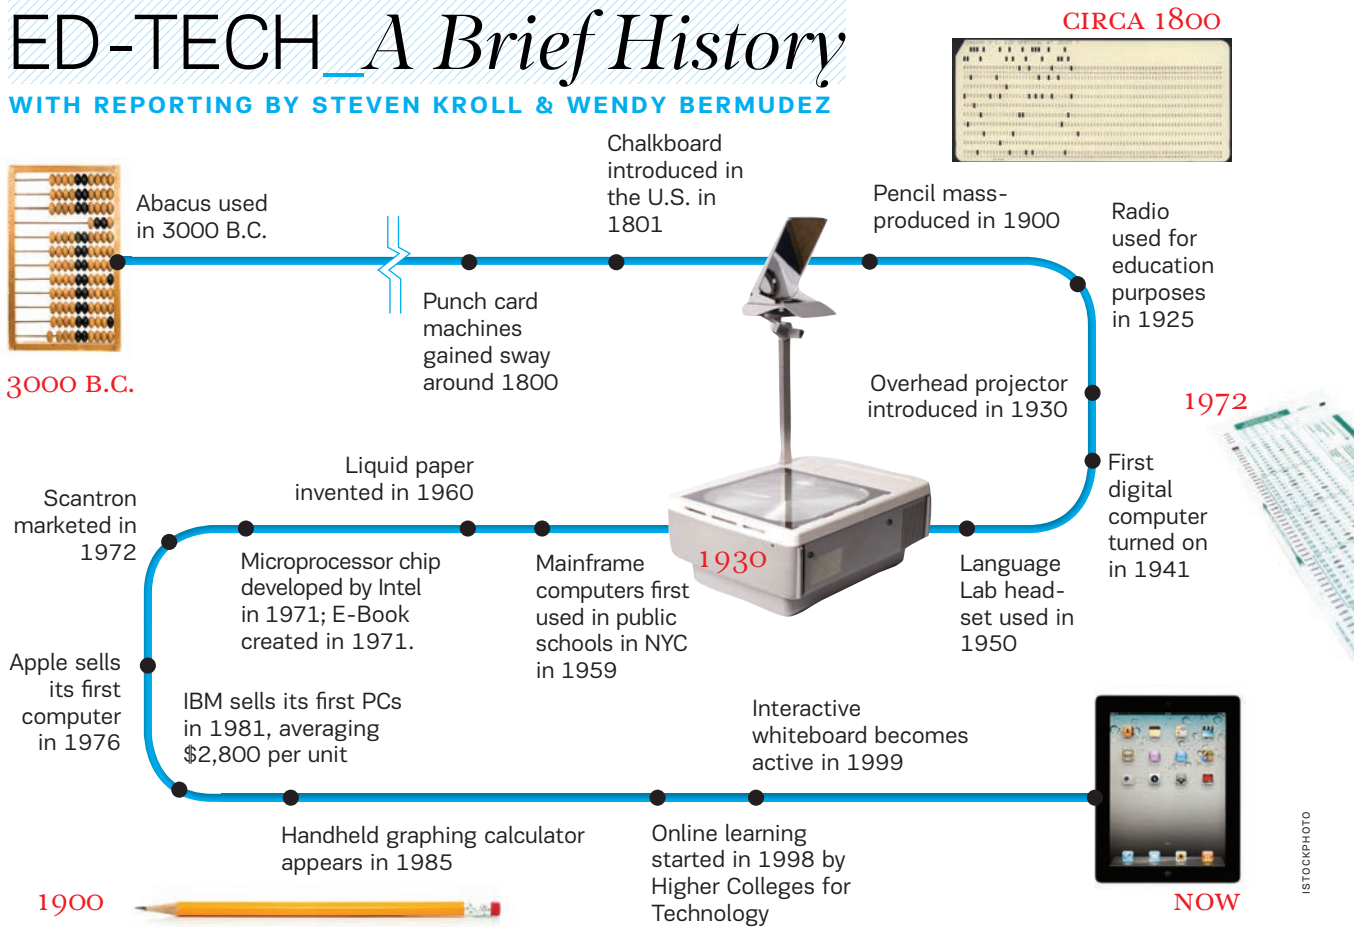 ED-TECH_A Brief History
WITH REPORTING BY STEVEN KROLL & WENDY BERMUDEZ
CIRCA 1800
Abacus used
in 3000 B.C.
3000 B.C.
Punch card
machines
gained sway
around 1800
Chalkboard
introduced in
the U.S. in
1801
Pencil mass-
produced in 1900
Radio
used for
education
purposes
in 1925
Overhead projector
introduced in 1930
1972
First
digital
computer
turned on
in 1941
Language
Lab head-
set used in
1950
1930
Mainframe
computers first
used in public
schools in NYC
in 1959
Liquid paper
invented in 1960
Microprocessor chip
developed by Intel
in 1971; E-Book
created in 1971.
Scantron
marketed in
1972
Apple sells
its first
computer
in 1976
IBM sells its first PCs
in 1981, averaging
$2,800 per unit
Handheld graphing calculator
appears in 1985
Online learning
started in 1998 by
Higher Colleges for
Technology
Interactive
whiteboard becomes
active in 1999
NOW
1900
ISTOCKPHOTO